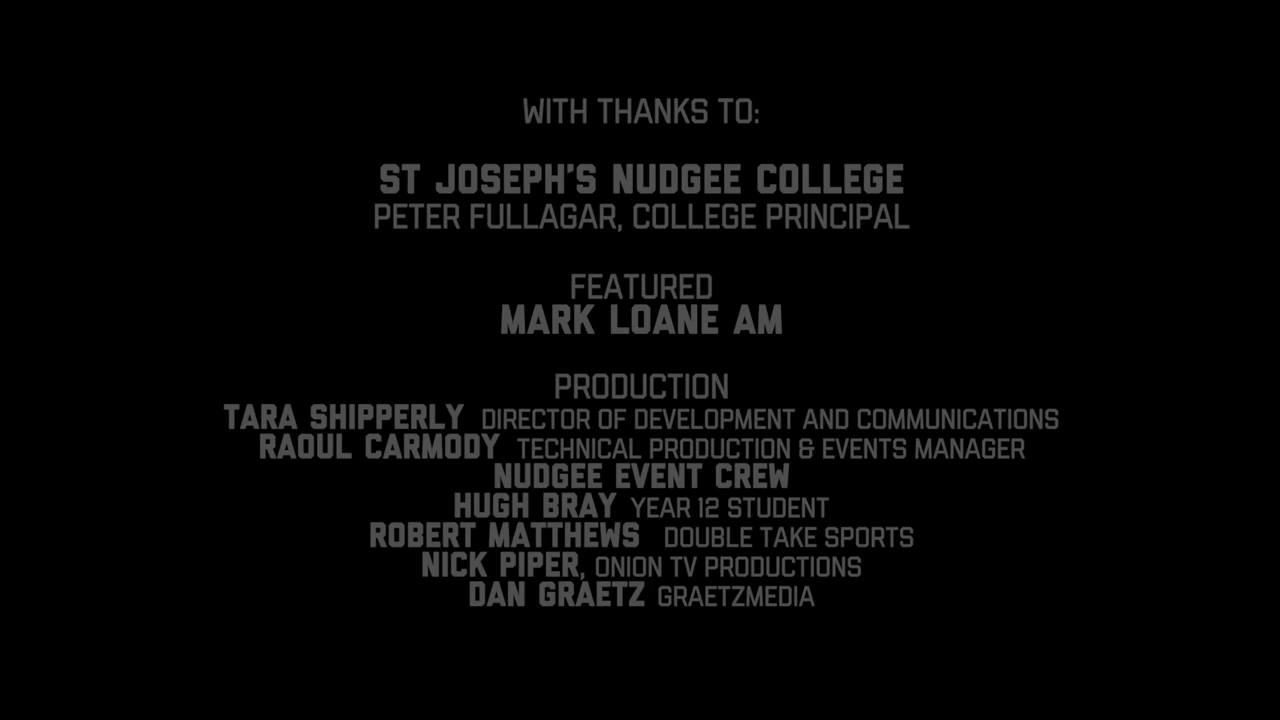 WITH THANKS TO:
ST JOSEPH'S NUDGEE COLLEGE
PETER FULLAGAR, COLLEGE PRINCIPAL
FEATURED
MARK LOANE AM
PRODUCTION
TARA SHIPPERLY DIRECTOR OF DEVELOPMENT AND COMMUNICATIONS
RAOUL CARMODY TECHNICAL PRODUCTION & EVENTS MANAGER
NUDGEE EVENT CREW
HUGH BRAY YEAR 12 STUDENT
ROBERT MATTHEWS DOUBLE TAKE SPORTS
NICK PIPER, ONION TV PRODUCTIONS
DAN GRAETZ GRAETZMEDIA